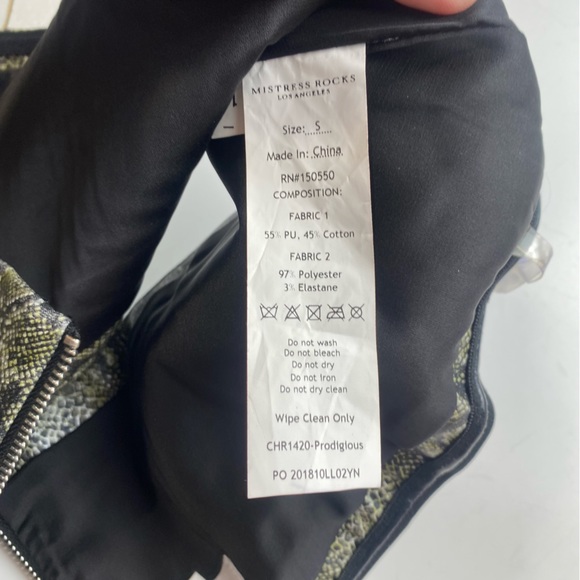 MISTRESS ROCKS
LOS ANGELES
Size: S
Made In: China
RN#150550
COMPOSITION:
FABRIC 1
55% PU, 45% Cotton
FABRIC 2
97% Polyester
3% Elastane
Do not wash
Do not bleach
Do not dry
Do not iron
Do not dry clean
Wipe Clean Only
CHR1420-Prodigious
PO 201810LL02YN